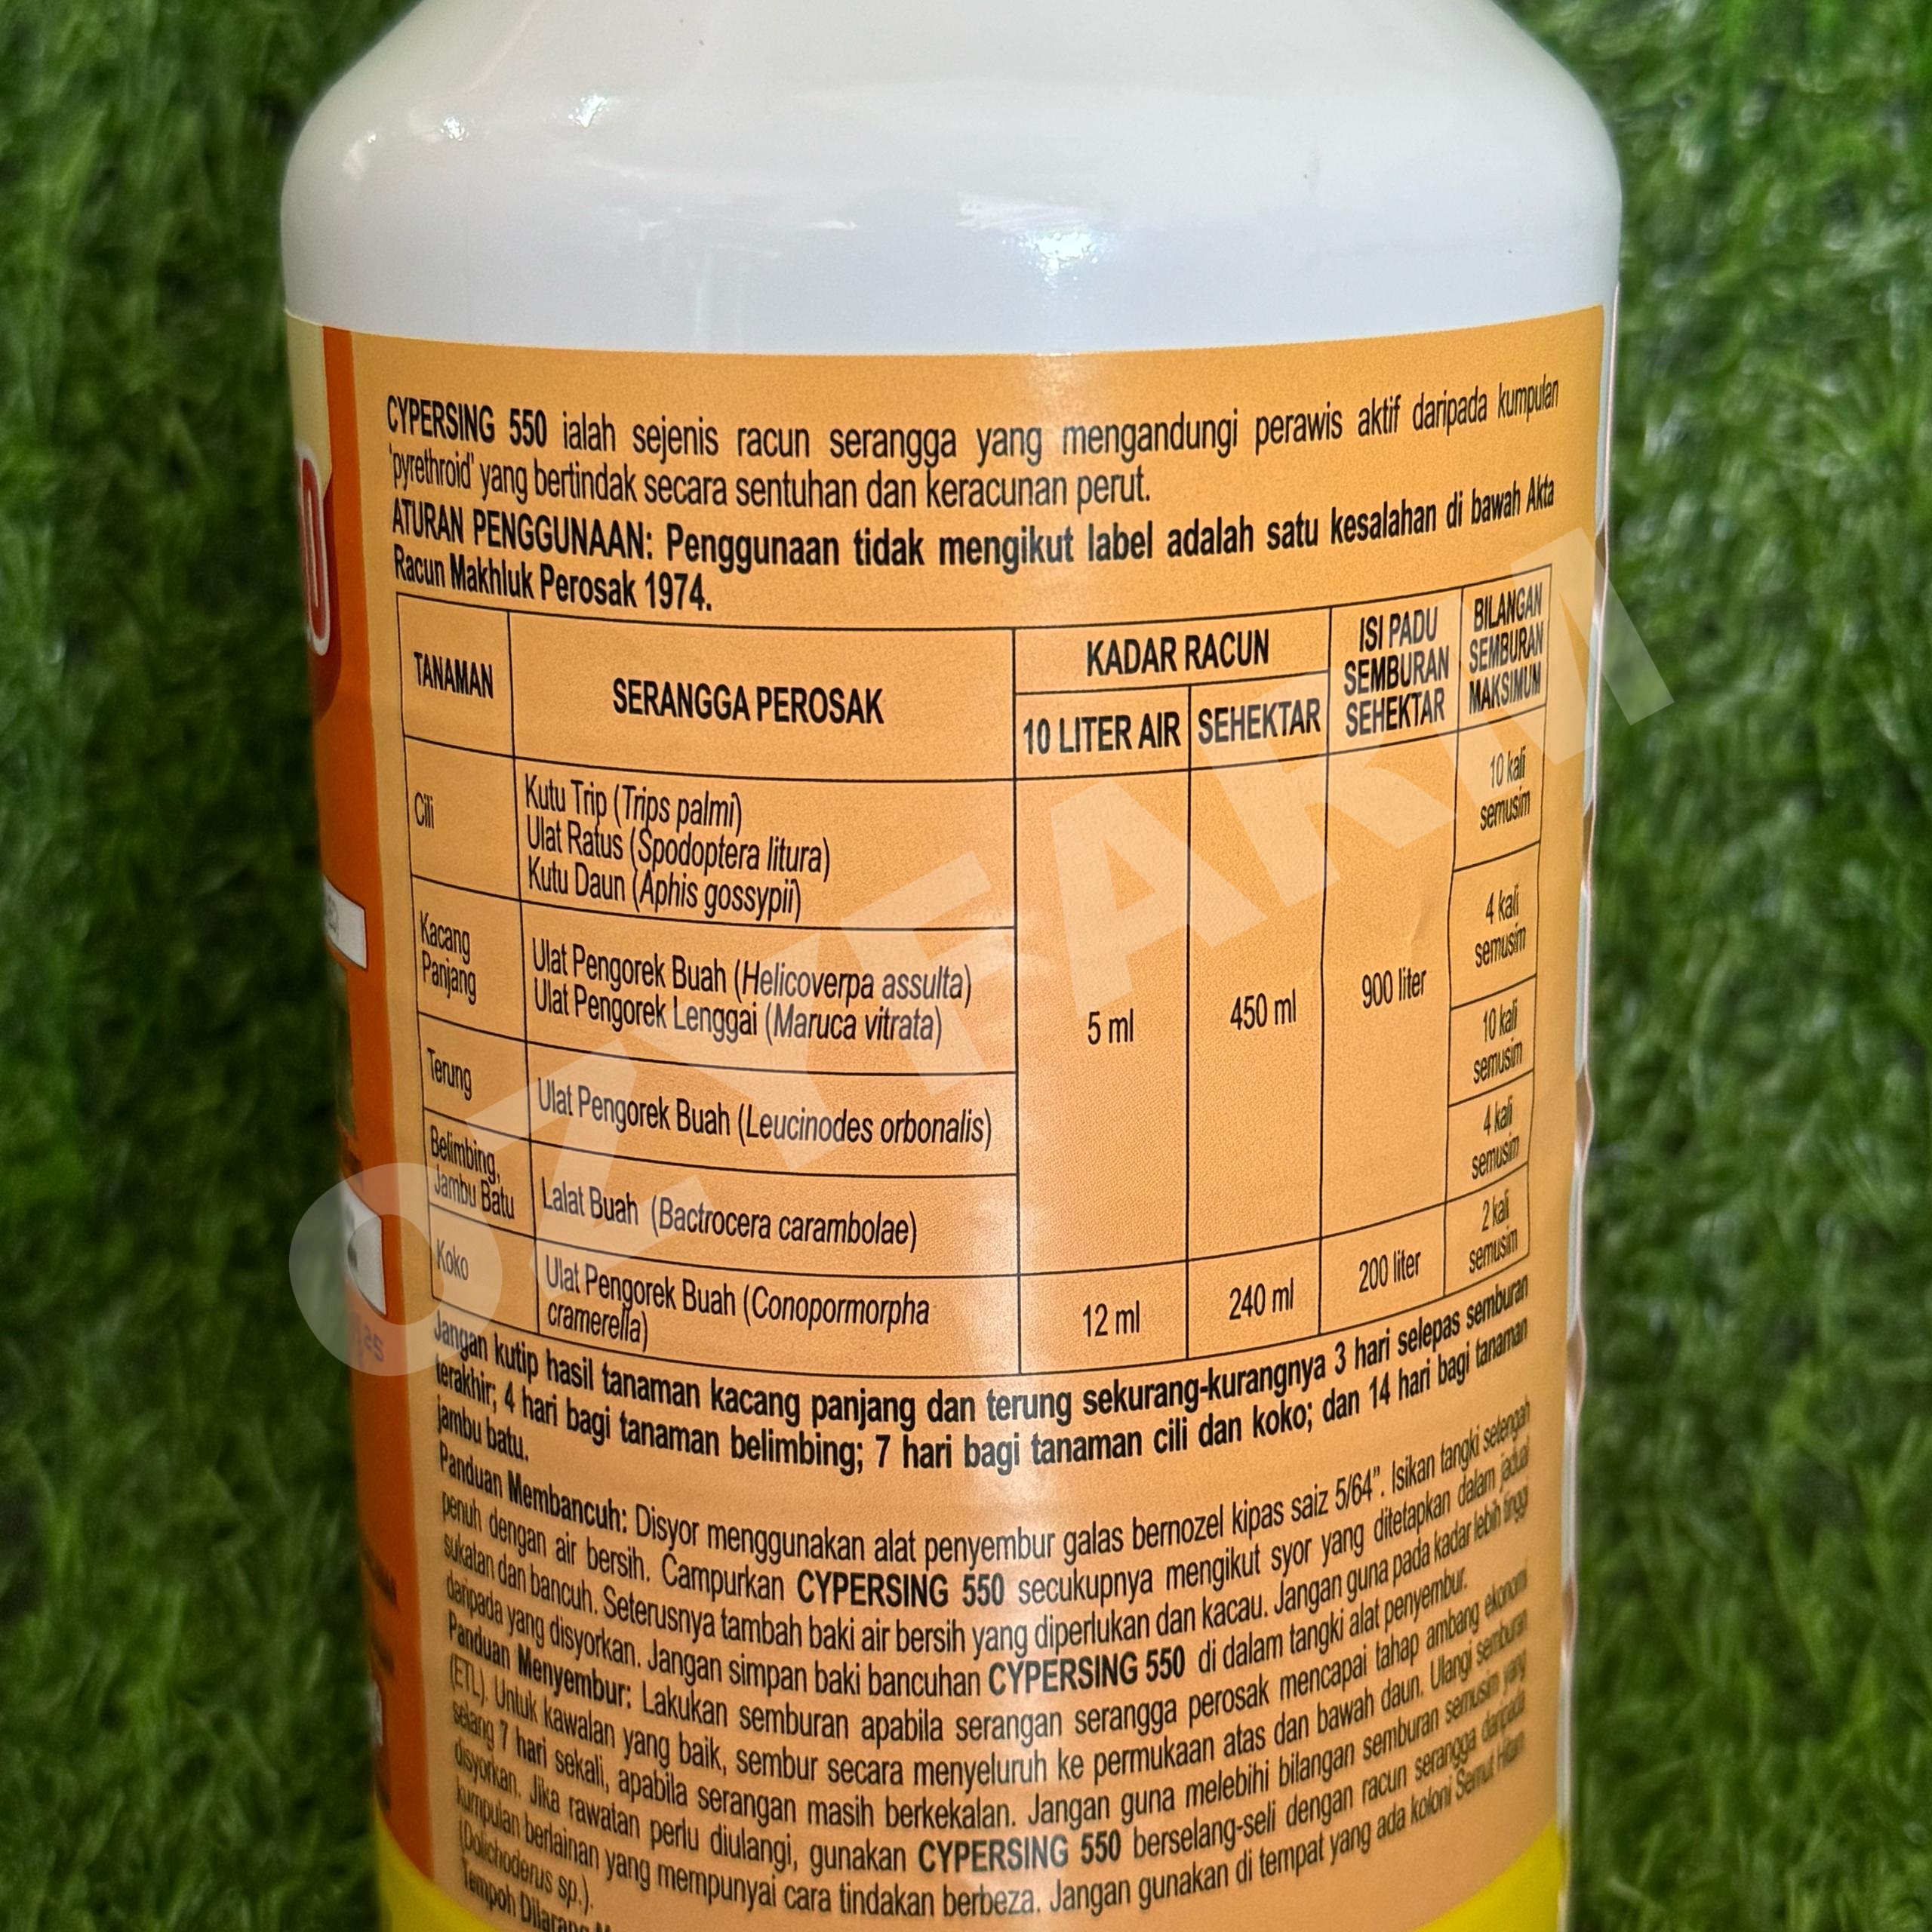 CYPERSING 550 ialah sejenis racun serangga yang mengandungi perawis aktif daripada kumpulan
'pyrethroid' yang bertindak secara sentuhan dan keracunan perut.
ATURAN PENGGUNAAN: Penggunaan tidak mengikut label adalah satu kesalahan di bawah Akta
Racun Makhluk Perosak 1974.
TANAMAN
SERANGGA PEROSAK
KADAR RACUN
10 LITER AIR
SEHEKTAR
ISI PADU
SEMBURAN
SEHEKTAR
BILANGAN
SEMBURAN
MAKSIMUM
Cili
Kutu Trip (Trips palmi)
Ulat Ratus (Spodoptera litura)
Kutu Daun (Aphis gossypii)
10 kali
semusim
Kacang
Panjang
Ulat Pengorek Buah (Helicoverpa assulta)
Ulat Pengorek Lenggai (Maruca vitrata)
5 ml
450 ml
900 liter
4 kali
semusim
Terung
Ulat Pengorek Buah (Leucinodes orbonalis)
10 kali
semusim
Belimbing,
Jambu Batu
Lalat Buah (Bactrocera carambolae)
4 kali
semusim
Koko
Ulat Pengorek Buah (Conopormorpha
cramerella)
12 ml
240 ml
200 liter
2 kali
semusim
Jangan kutip hasil tanaman kacang panjang dan terung sekurang-kurangnya 3 hari selepas semburan
terakhir; 4 hari bagi tanaman belimbing; 7 hari bagi tanaman cili dan koko; dan 14 hari bagi tanaman
jambu batu.
Panduan Membancuh: Disyor menggunakan alat penyembur galas bernozel kipas saiz 5/64”. Isikan tangki setengah
penuh dengan air bersih. Campurkan CYPERSING 550 secukupnya mengikut syor yang ditetapkan dalam jadual
sukatan dan bancuh. Seterusnya tambah baki air bersih yang diperlukan dan kacau. Jangan guna pada kadar lebih tinggi
daripada yang disyorkan. Jangan simpan baki bancuhan CYPERSING 550 di dalam tangki alat penyembur.
Panduan Menyembur: Lakukan semburan apabila serangan serangga perosak mencapai tahap ambang ekonomi
(ETL). Untuk kawalan yang baik, sembur secara menyeluruh ke permukaan atas dan bawah daun. Ulangi semburan
selang 7 hari sekali, apabila serangan masih berkekalan. Jangan guna melebihi bilangan semburan semusim yang
disyorkan. Jika rawatan perlu diulangi, gunakan CYPERSING 550 berselang-seli dengan racun serangga daripada
kumpulan berlainan yang mempunyai cara tindakan berbeza. Jangan gunakan di tempat yang ada koloni Semut Hitam
(Dolichoderus sp.).
Tempoh Dilarang
OZYFARM